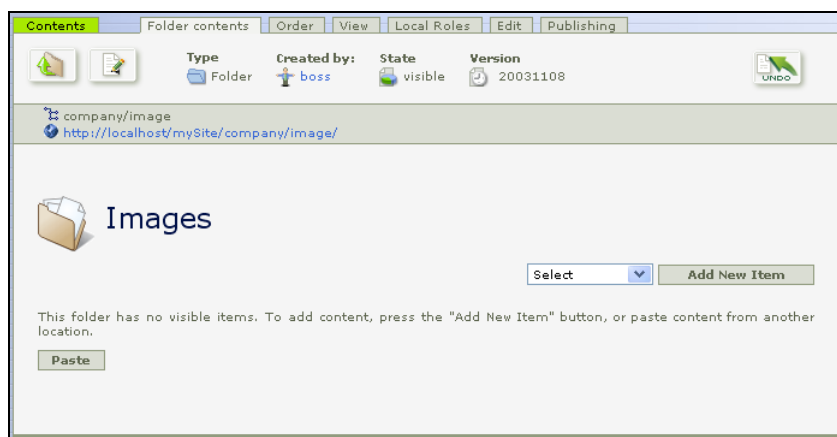 Contents Folder contents Order View Local Roles Edit Publishing
Type Created by: State Version
Folder boss visible 20031108
UNDO
company/image
http://localhost/mySite/company/image/
Images
Select Add New Item
This folder has no visible items. To add content, press the "Add New Item" button, or paste content from another
location.
Paste